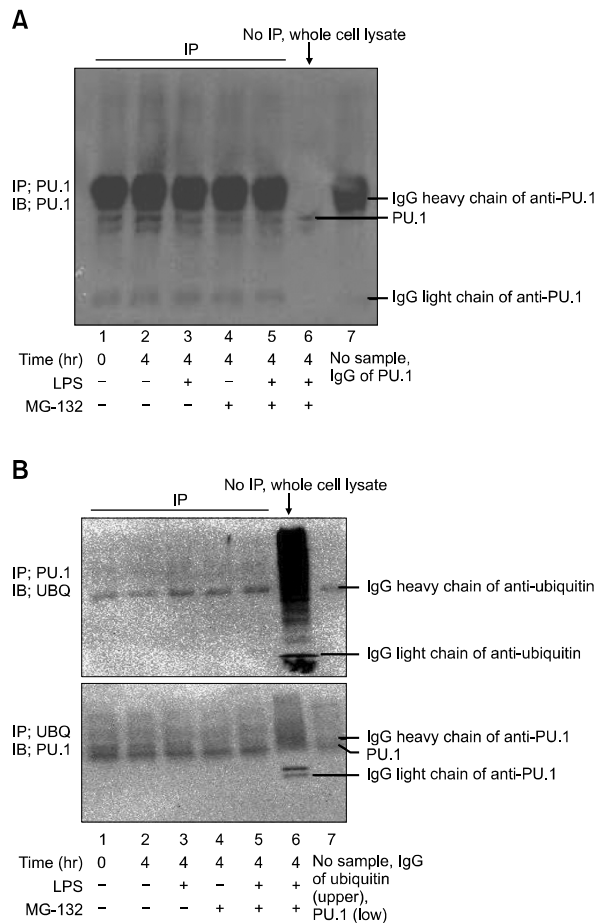 A
No IP, whole cell lysate
IP
IP; PU.1
IB; PU.1
IgG heavy chain of anti-PU.1
PU.1
IgG light chain of anti-PU.1
1 2 3 4 5 6 7
Time (hr) 0 4 4 4 4 4 No sample,
IgG of PU.1
LPS – – + – + +
MG-132 – – – + + +
B
No IP, whole cell lysate
IP
IP; PU.1
IB; UBQ
IgG heavy chain of anti-ubiquitin
IgG light chain of anti-ubiquitin
IP; UBQ
IB; PU.1
IgG heavy chain of anti-PU.1
PU.1
IgG light chain of anti-PU.1
1 2 3 4 5 6 7
Time (hr) 0 4 4 4 4 4 No sample, IgG
LPS – – + – + + of ubiquitin
(upper),
MG-132 – – – + + + PU.1 (low)